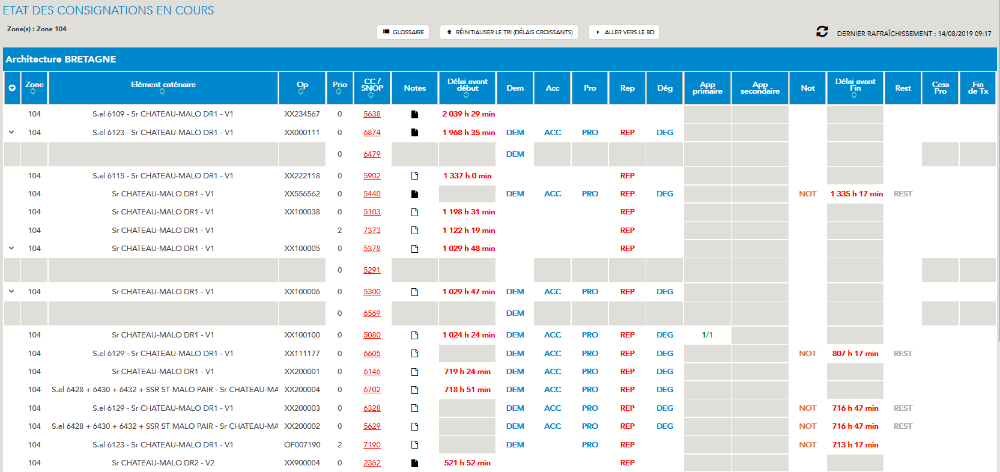 ETAT DES CONSIGNATIONS EN COURS
Zone(s) : Zone 104
GLOSSAIRE
RÉINITIALISER LE TRI (DÉLAIS CROISSANTS)
ALLER VERS LE BD
DERNIER RAFRAÎCHISSEMENT : 14/08/2019 09:17
Architecture BRETAGNE
Zone Elément caténaire Op Prio CC / SNOP Notes Délai avant début Dem Acc Pro Rep Dég App primaire App secondaire Not Délai avant Fin Rest Cess Pro Fin de Tx
104 S.el 6109 - Sr CHATEAU-MALO DR1 - V1 XX234567 0 5638 2 039 h 29 min
104 S.el 6123 - Sr CHATEAU-MALO DR1 - V1 XX000111 0 6874 1 968 h 35 min DEM ACC PRO REP DEG
0 6479 DEM
104 S.el 6115 - Sr CHATEAU-MALO DR1 - V1 XX222118 0 5902 1 337 h 0 min REP
104 Sr CHATEAU-MALO DR1 - V1 XX556562 0 5440 DEM ACC PRO REP DEG NOT 1 335 h 17 min REST
104 Sr CHATEAU-MALO DR1 - V1 XX100038 0 5103 1 198 h 31 min REP
104 Sr CHATEAU-MALO DR1 - V1 2 7373 1 122 h 19 min REP
104 Sr CHATEAU-MALO DR1 - V1 XX100005 0 5378 1 029 h 48 min REP
0 5291
104 Sr CHATEAU-MALO DR1 - V1 XX100006 0 5300 1 029 h 47 min DEM ACC PRO REP DEG
0 6569 DEM
104 Sr CHATEAU-MALO DR1 - V1 XX100100 0 5080 1 024 h 24 min DEM ACC PRO REP DEG 1/1
104 S.el 6129 - Sr CHATEAU-MALO DR1 - V1 XX111177 0 6605 DEM ACC PRO REP DEG NOT 807 h 17 min REST
104 Sr CHATEAU-MALO DR1 - V1 XX200001 0 6146 719 h 24 min DEM ACC PRO REP DEG
104 S.el 6428 + 6430 + 6432 + SSR ST MALO PAIR - Sr CHATEAU-MA XX200004 0 6702 718 h 51 min DEM ACC PRO REP DEG
104 S.el 6129 - Sr CHATEAU-MALO DR1 - V1 XX200003 0 6328 DEM ACC PRO REP DEG NOT 716 h 47 min REST
104 S.el 6428 + 6430 + 6432 + SSR ST MALO PAIR - Sr CHATEAU-MA XX200002 0 5629 DEM ACC PRO REP DEG NOT 716 h 47 min REST
104 S.el 6123 - Sr CHATEAU-MALO DR1 - V1 OF007190 2 7190 DEM PRO REP NOT 713 h 17 min
104 Sr CHATEAU-MALO DR2 - V2 XX900004 0 2362 521 h 52 min REP